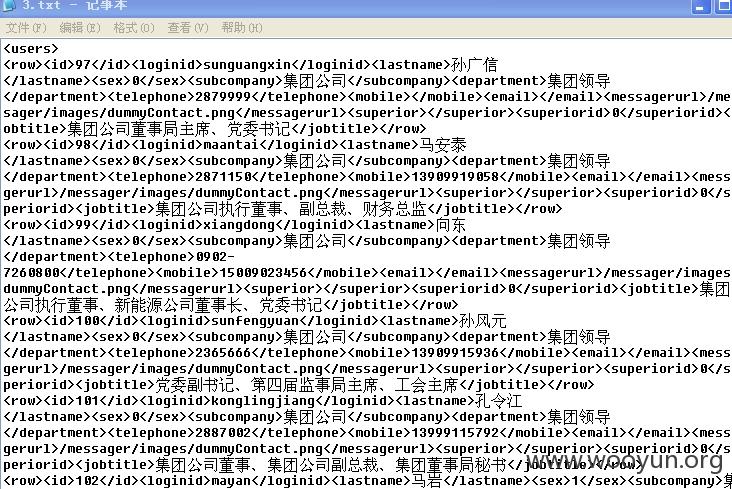 3.txt - 记事本
文件(F) 编辑(E) 格式(O) 查看(V) 帮助(H)
<users>
<row><id>97</id><loginid>sunguangxin</loginid><lastname>孙广信
</lastname><sex>0</sex><subcompany>集团公司</subcompany><department>集团领导
</department><telephone>2879999</telephone><mobile></mobile><email></email><messagerurl>/mes
sager/images/dummyContact.png</messagerurl><superior></superior><superiorid>0</superiorid><j
obtitle>集团公司董事局主席、党委书记</jobtitle></row>
<row><id>98</id><loginid>maantai</loginid><lastname>马安泰
</lastname><sex>0</sex><subcompany>集团公司</subcompany><department>集团领导
</department><telephone>2871150</telephone><mobile>13909919058</mobile><email></email><messa
gerurl>/messager/images/dummyContact.png</messagerurl><superior></superior><superiorid>0</su
periorid><jobtitle>集团公司执行董事、副总裁、财务总监</jobtitle></row>
<row><id>99</id><loginid>xiangdong</loginid><lastname>向东
</lastname><sex>0</sex><subcompany>集团公司</subcompany><department>集团领导
</department><telephone>0902-
7260800</telephone><mobile>15009023456</mobile><email></email><messagerurl>/messager/images/
dummyContact.png</messagerurl><superior></superior><superiorid>0</superiorid><jobtitle>集团
公司执行董事、新能源公司董事长、党委书记</jobtitle></row>
<row><id>100</id><loginid>sunfengyuan</loginid><lastname>孙风元
</lastname><sex>0</sex><subcompany>集团公司</subcompany><department>集团领导
</department><telephone>2365666</telephone><mobile>13909915936</mobile><email></email><messa
gerurl>/messager/images/dummyContact.png</messagerurl><superior></superior><superiorid>0</su
periorid><jobtitle>党委副书记、第四届监事局主席、工会主席</jobtitle></row>
<row><id>101</id><loginid>konglingjiang</loginid><lastname>孔令江
</lastname><sex>0</sex><subcompany>集团公司</subcompany><department>集团领导
</department><telephone>2887002</telephone><mobile>13999115792</mobile><email></email><messa
gerurl>/messager/images/dummyContact.png</messagerurl><superior></superior><superiorid>0</su
periorid><jobtitle>集团公司董事、集团公司副总裁、集团董事局秘书</jobtitle></row>
<row><id>102</id><loginid>mayan</loginid><lastname>马岩</lastname><sex>1</sex><subcompany>集
www.wooyun.org